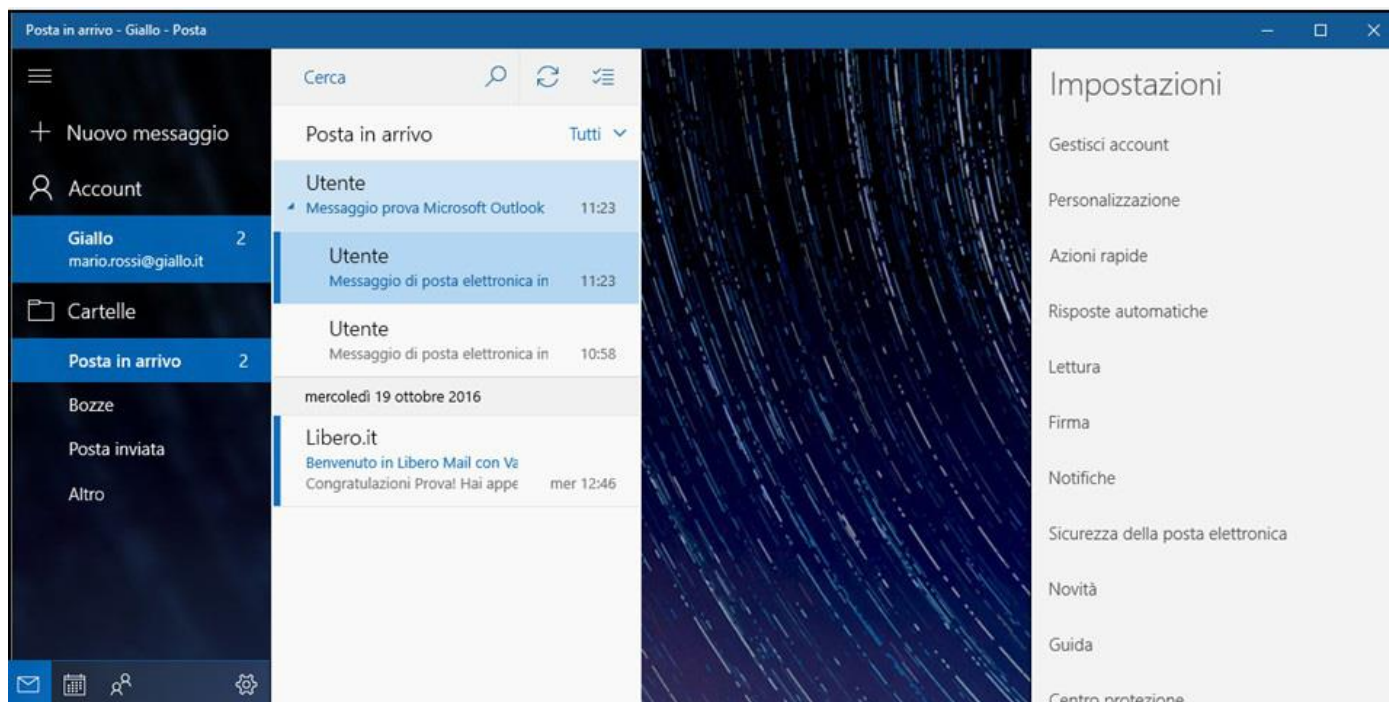 Posta in arrivo - Giallo - Posta
Nuovo messaggio
Account
Giallo 2
mario.rossi@giallo.it
Cartelle
Posta in arrivo 2
Bozze
Posta inviata
Altro
Cerca
Posta in arrivo Tutti
Utente
Messaggio prova Microsoft Outlook 11:23
Utente
Messaggio di posta elettronica in 11:23
Utente
Messaggio di posta elettronica in 10:58
mercoledì 19 ottobre 2016
Libero.it
Benvenuto in Libero Mail con Va
Congratulazioni Prova! Hai appe mer 12:46
Impostazioni
Gestisci account
Personalizzazione
Azioni rapide
Risposte automatiche
Lettura
Firma
Notifiche
Sicurezza della posta elettronica
Novità
Guida
Centro protezione